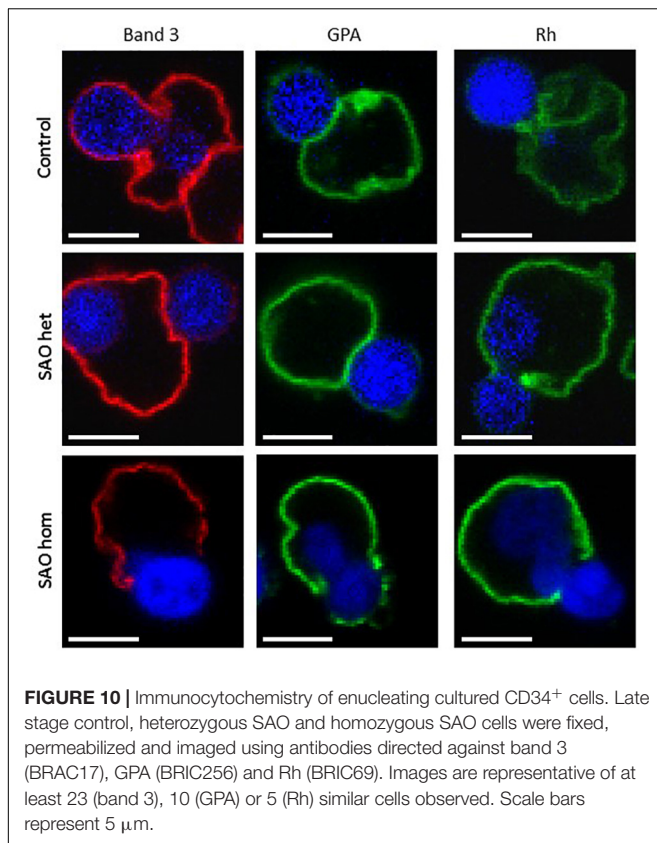 Band 3 GPA Rh
Control
SAO het
SAO hom
FIGURE 10 | Immunocytochemistry of enucleating cultured CD34⁺ cells. Late
stage control, heterozygous SAO and homozygous SAO cells were fixed,
permeabilized and imaged using antibodies directed against band 3
(BRAC17), GPA (BRIC256) and Rh (BRIC69). Images are representative of at
least 23 (band 3), 10 (GPA) or 5 (Rh) similar cells observed. Scale bars
represent 5 μm.